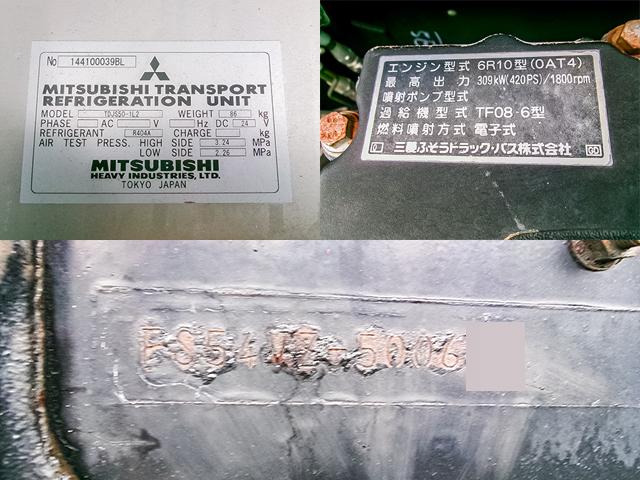 No 144100039BL
MITSUBISHI TRANSPORT
REFRIGERATION UNIT
MODEL TDJS50-1L2 WEIGHT 86 kg
PHASE AC V Hz DC 24 V
REFRIGERANT R404A CHARGE kg
AIR TEST PRESS. HIGH SIDE 3.24 MPa
LOW SIDE 2.26 MPa
MITSUBISHI
HEAVY INDUSTRIES, LTD.
TOKYO JAPAN
エンジン型式 6R10型(0AT4)
最高出力 309kW(420PS)/1800rpm
噴射ポンプ型式
過給機型式 TF08-6型
燃料噴射方式 電子式
三菱ふそうトラック・バス株式会社
FS54JZ-5006